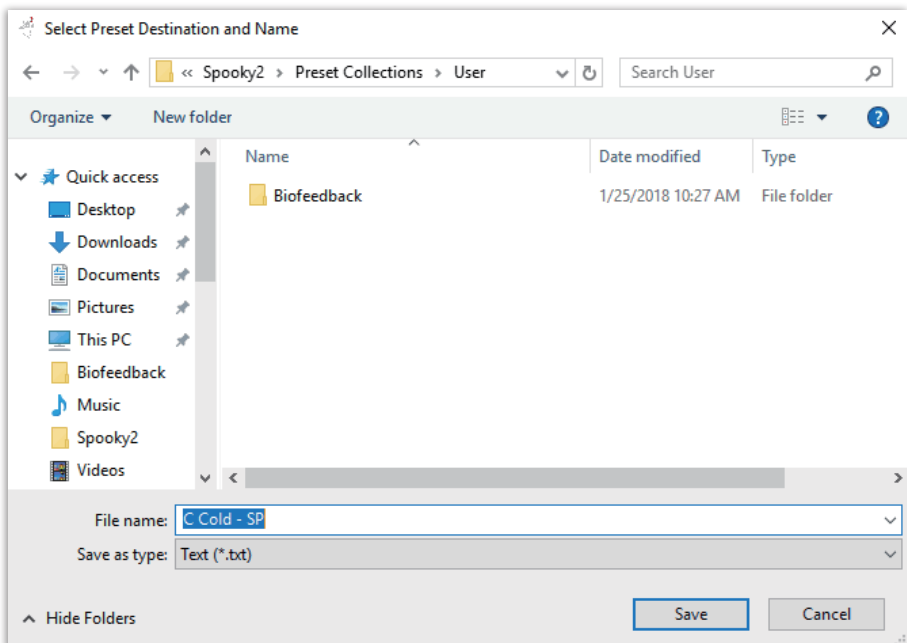 Select Preset Destination and Name
« Spooky2 › Preset Collections › User
Search User
Organize
New folder
?
Name
Date modified
Type
Quick access
Biofeedback
1/25/2018 10:27 AM
File folder
Desktop
Downloads
Documents
Pictures
This PC
Biofeedback
Music
Spooky2
Videos
File name: C Cold - SP
Save as type: Text (*.txt)
Hide Folders
Save
Cancel